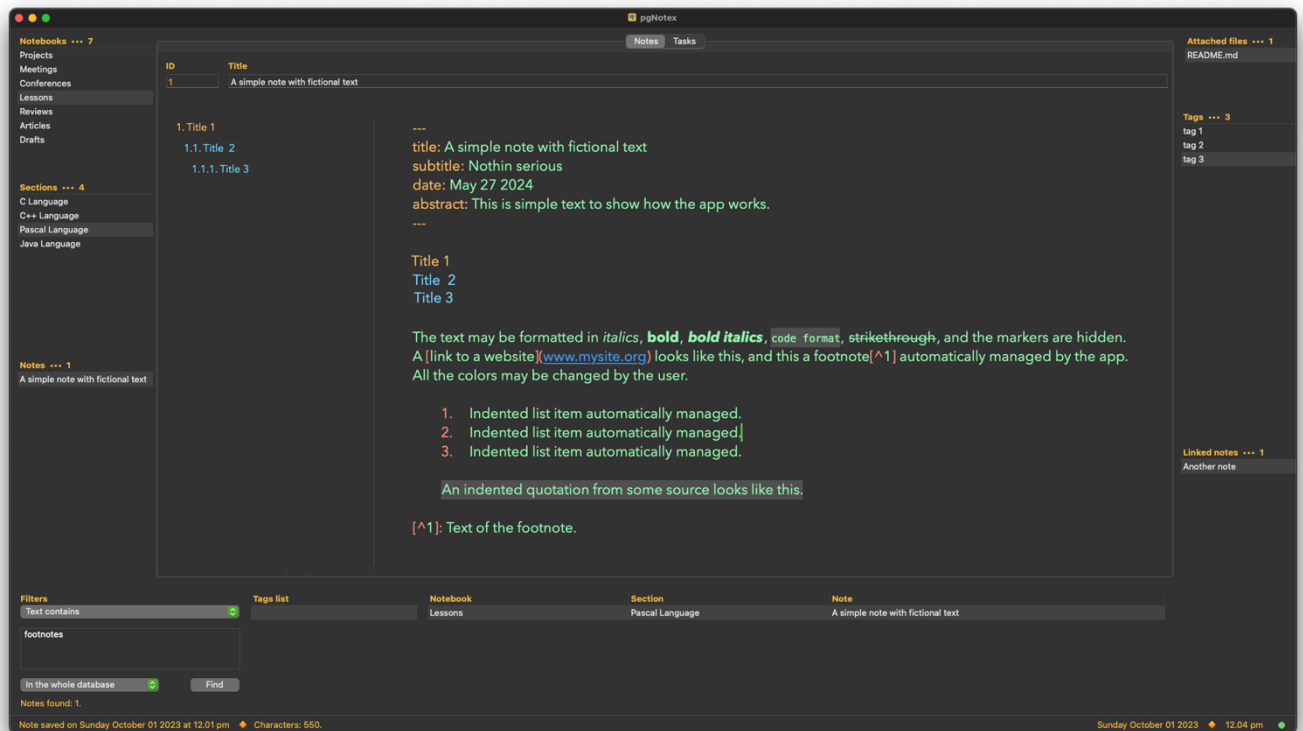 pgNotex
Notebooks ••• 7
Projects
Meetings
Conferences
Lessons
Reviews
Articles
Drafts
Sections ••• 4
C Language
C++ Language
Pascal Language
Java Language
Notes ••• 1
A simple note with fictional text
Notes Tasks
ID Title
1 A simple note with fictional text
1. Title 1
1.1. Title 2
1.1.1. Title 3
---
title: A simple note with fictional text
subtitle: Nothin serious
date: May 27 2024
abstract: This is simple text to show how the app works.
---
Title 1
Title 2
Title 3
The text may be formatted in italics, bold, bold italics, code format, strikethrough, and the markers are hidden.
A [link to a website](www.mysite.org) looks like this, and this a footnote[^1] automatically managed by the app.
All the colors may be changed by the user.
1. Indented list item automatically managed.
2. Indented list item automatically managed.
3. Indented list item automatically managed.
An indented quotation from some source looks like this.
[^1]: Text of the footnote.
Attached files ••• 1
README.md
Tags ••• 3
tag 1
tag 2
tag 3
Linked notes ••• 1
Another note
Filters
Text contains
footnotes
In the whole database Find
Notes found: 1.
Tags list
Notebook Section Note
Lessons Pascal Language A simple note with fictional text
Note saved on Sunday October 01 2023 at 12.01 pm ◆ Characters: 550.
Sunday October 01 2023 ◆ 12.04 pm